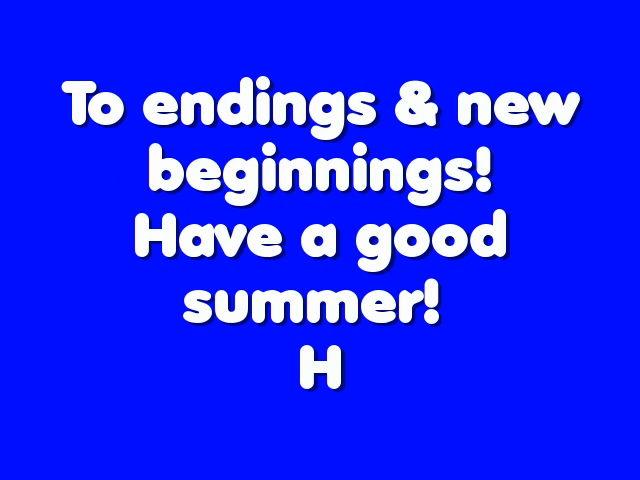 To endings & new
beginnings!
Have a good
summer!
H